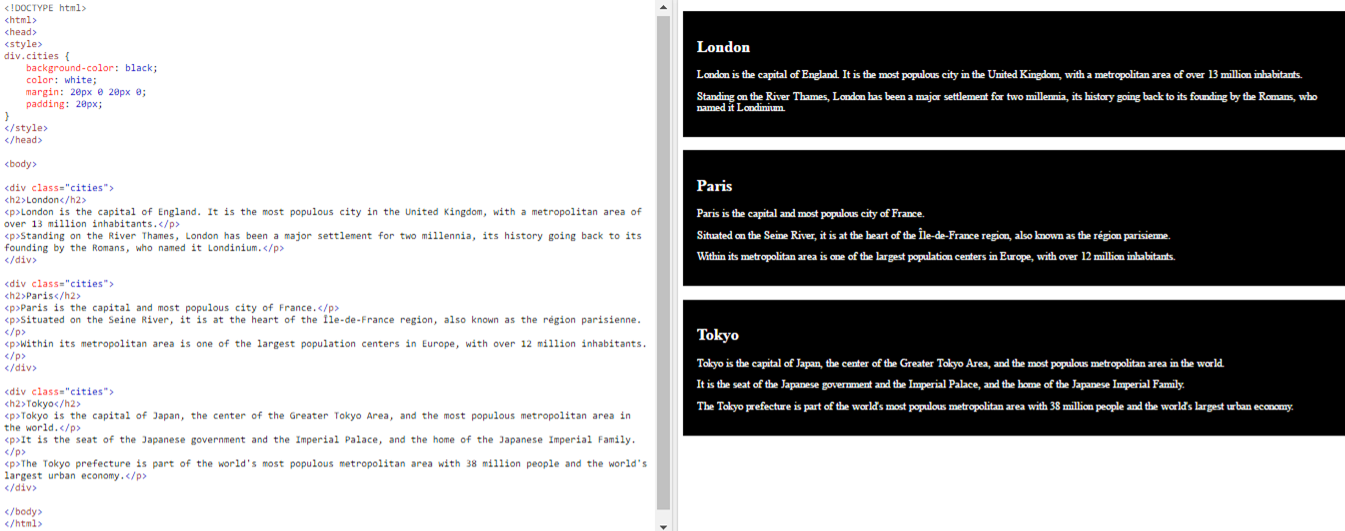 <!DOCTYPE html>
<html>
<head>
<style>
div.cities {
    background-color: black;
    color: white;
    margin: 20px 0 20px 0;
    padding: 20px;
}
</style>
</head>

<body>

<div class="cities">
<h2>London</h2>
<p>London is the capital of England. It is the most populous city in the United Kingdom, with a metropolitan area of
over 13 million inhabitants.</p>
<p>Standing on the River Thames, London has been a major settlement for two millennia, its history going back to its
founding by the Romans, who named it Londinium.</p>
</div>

<div class="cities">
<h2>Paris</h2>
<p>Paris is the capital and most populous city of France.</p>
<p>Situated on the Seine River, it is at the heart of the Île-de-France region, also known as the région parisienne.
</p>
<p>Within its metropolitan area is one of the largest population centers in Europe, with over 12 million inhabitants.
</p>
</div>

<div class="cities">
<h2>Tokyo</h2>
<p>Tokyo is the capital of Japan, the center of the Greater Tokyo Area, and the most populous metropolitan area in
the world.</p>
<p>It is the seat of the Japanese government and the Imperial Palace, and the home of the Japanese Imperial Family.
</p>
<p>The Tokyo prefecture is part of the world's most populous metropolitan area with 38 million people and the world's
largest urban economy.</p>
</div>

</body>
</html>

London
London is the capital of England. It is the most populous city in the United Kingdom, with a metropolitan area of over 13 million inhabitants.
Standing on the River Thames, London has been a major settlement for two millennia, its history going back to its founding by the Romans, who
named it Londinium.

Paris
Paris is the capital and most populous city of France.
Situated on the Seine River, it is at the heart of the Île-de-France region, also known as the région parisienne.
Within its metropolitan area is one of the largest population centers in Europe, with over 12 million inhabitants.

Tokyo
Tokyo is the capital of Japan, the center of the Greater Tokyo Area, and the most populous metropolitan area in the world.
It is the seat of the Japanese government and the Imperial Palace, and the home of the Japanese Imperial Family.
The Tokyo prefecture is part of the world's most populous metropolitan area with 38 million people and the world's largest urban economy.